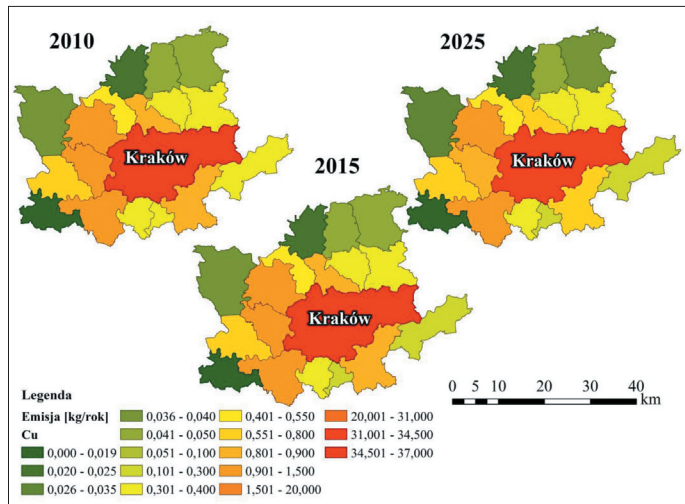 2010
2025
Kraków
Kraków
2015
Kraków
Legenda
Emisja [kg/rok]
Cu
0,000 - 0,019
0,020 - 0,025
0,026 - 0,035
0,036 - 0,040
0,041 - 0,050
0,051 - 0,100
0,101 - 0,300
0,301 - 0,400
0,401 - 0,550
0,551 - 0,800
0,801 - 0,900
0,901 - 1,500
1,501 - 20,000
20,001 - 31,000
31,001 - 34,500
34,501 - 37,000
0 5 10 20 30 40
km